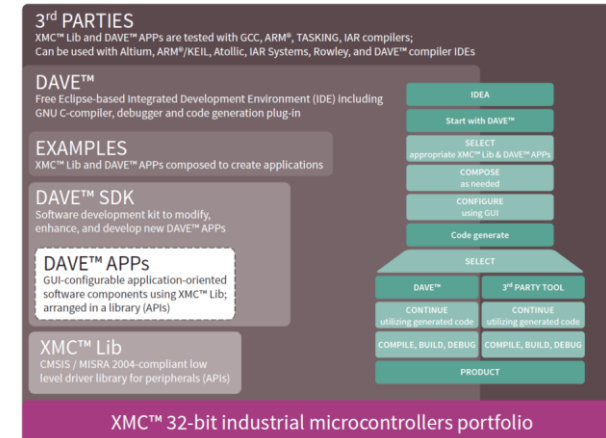 3rd PARTIES
XMC™ Lib and DAVE™ APPs are tested with GCC, ARM®, TASKING, IAR compilers;
Can be used with Altium, ARM®/KEIL, Atollic, IAR Systems, Rowley, and DAVE™ compiler IDEs
DAVE™
Free Eclipse-based Integrated Development Environment (IDE) including
GNU C-compiler, debugger and code generation plug-in
EXAMPLES
XMC™ Lib and DAVE™ APPs composed to create applications
DAVE™ SDK
Software development kit to modify,
enhance, and develop new DAVE™ APPs
DAVE™ APPs
GUI-configurable application-oriented
software components using XMC™ Lib;
arranged in a library (APIs)
XMC™ Lib
CMSIS / MISRA 2004-compliant low
level driver library for peripherals (APIs)
IDEA
Start with DAVE™
SELECT
appropriate XMC™ Lib & DAVE™ APPs
COMPOSE
as needed
CONFIGURE
using GUI
Code generate
SELECT
DAVE™
3rd PARTY TOOL
CONTINUE
utilizing generated code
CONTINUE
utilizing generated code
COMPILE, BUILD, DEBUG
COMPILE, BUILD, DEBUG
PRODUCT
XMC™ 32-bit industrial microcontrollers portfolio